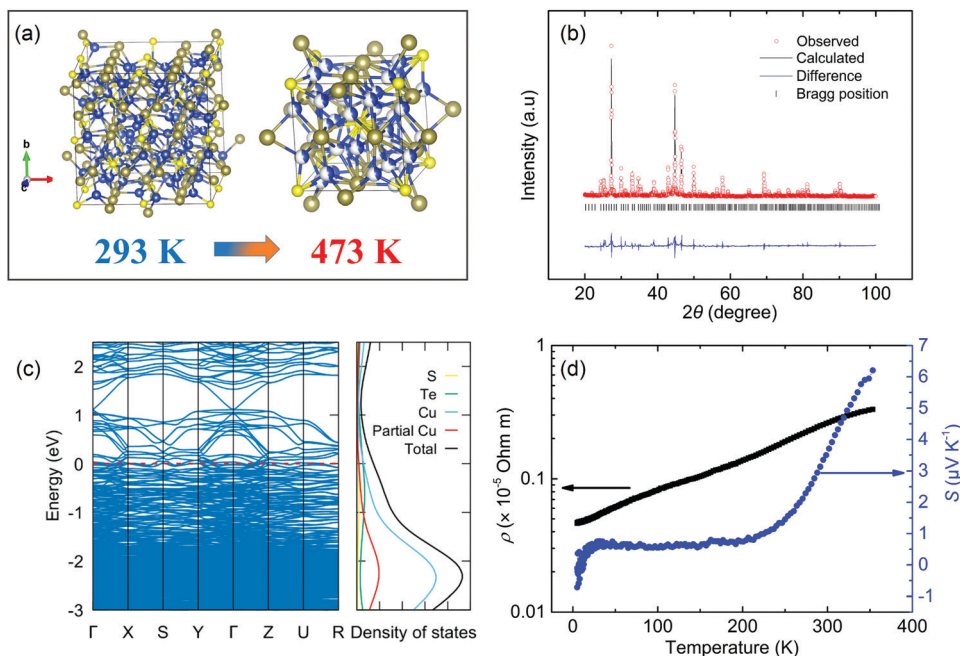 (a)
b
c
293 K
473 K
(b)
Intensity (a.u)
Observed
Calculated
Difference
Bragg position
20 40 60 80 100
2θ (degree)
(c)
Energy (eV)
2
1
0
-1
-2
-3
Γ X S Y Γ Z U R
S
Te
Cu
Partial Cu
Total
Density of states
(d)
ρ (× 10⁻⁵ Ohm m)
1
0.1
0.01
0 100 200 300 400
Temperature (K)
7
6
5
4
3
2
1
0
-1
S (µV K⁻¹)